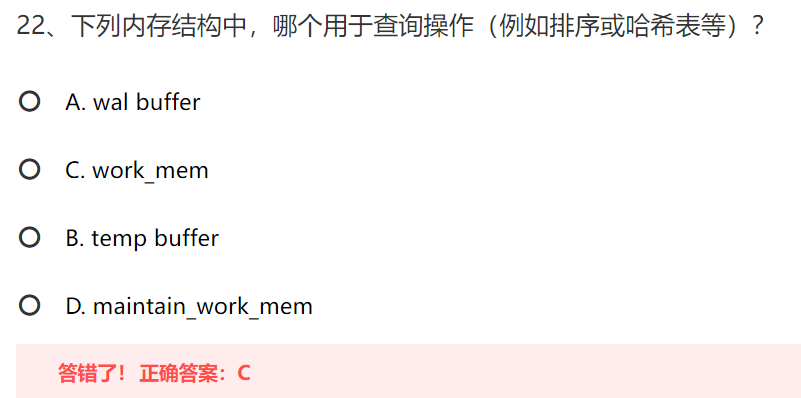 22、下列内存结构中，哪个用于查询操作（例如排序或哈希表等）？
A. wal buffer
C. work_mem
B. temp buffer
D. maintain_work_mem
答错了！正确答案：C